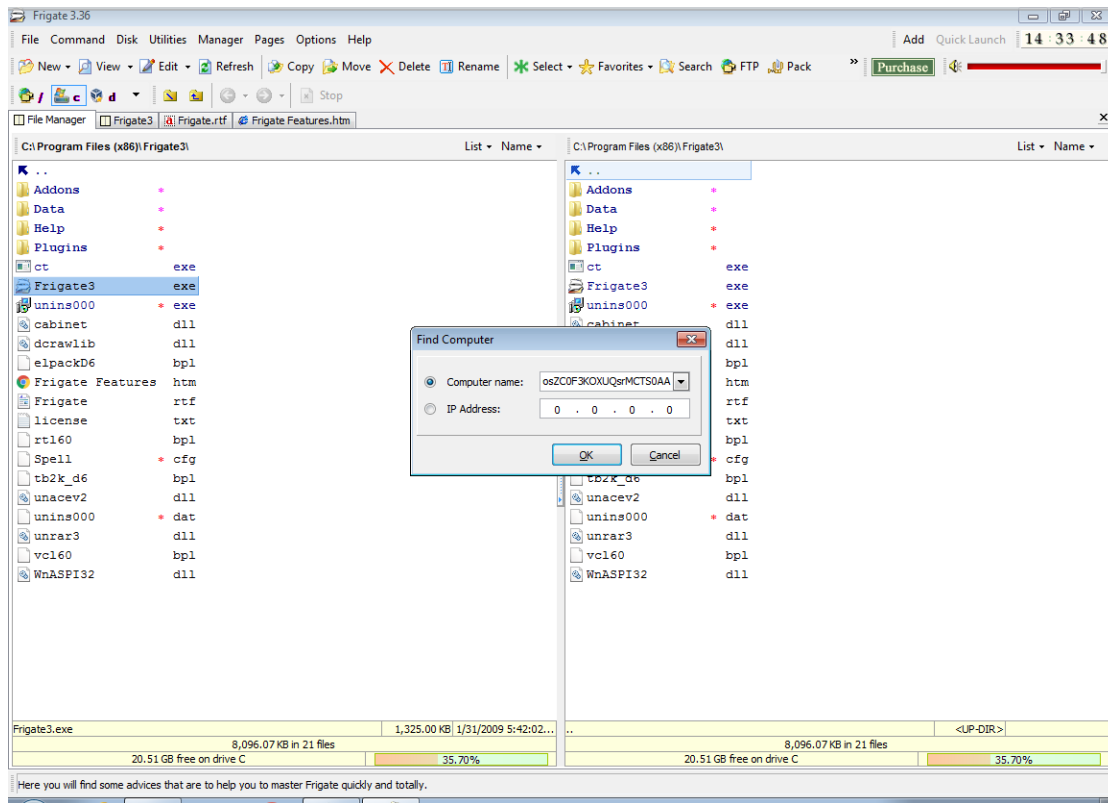 Frigate 3.36
File Command Disk Utilities Manager Pages Options Help Add Quick Launch 14:33:48
New View Edit Refresh Copy Move Delete Rename Select Favorites Search FTP Pack » Purchase
/ c d Stop
File Manager Frigate3 Frigate.rtf Frigate Features.htm
C:\Program Files (x86)\Frigate3\ List Name C:\Program Files (x86)\Frigate3\ List Name
.. ..
Addons * Addons *
Data * Data *
Help * Help *
Plugins * Plugins *
ct exe ct exe
Frigate3 exe Frigate3 exe
unins000 * exe unins000 * exe
cabinet dll cabinet dll
dcrawlib dll dll
elpackD6 bpl bpl
Frigate Features htm htm
Frigate rtf rtf
license txt txt
rtl60 bpl bpl
Spell * cfg * cfg
tb2k_d6 bpl tb2k_d6 bpl
unacev2 dll unacev2 dll
unins000 * dat unins000 * dat
unrar3 dll unrar3 dll
vcl60 bpl vcl60 bpl
WnASPI32 dll WnASPI32 dll
Find Computer
Computer name: osZC0F3KOXUQsrMCTS0AA
IP Address: 0 . 0 . 0 . 0
OK Cancel
Frigate3.exe 1,325.00 KB 1/31/2009 5:42:02... .. <UP-DIR>
8,096.07 KB in 21 files 8,096.07 KB in 21 files
20.51 GB free on drive C 35.70% 20.51 GB free on drive C 35.70%
Here you will find some advices that are to help you to master Frigate quickly and totally.